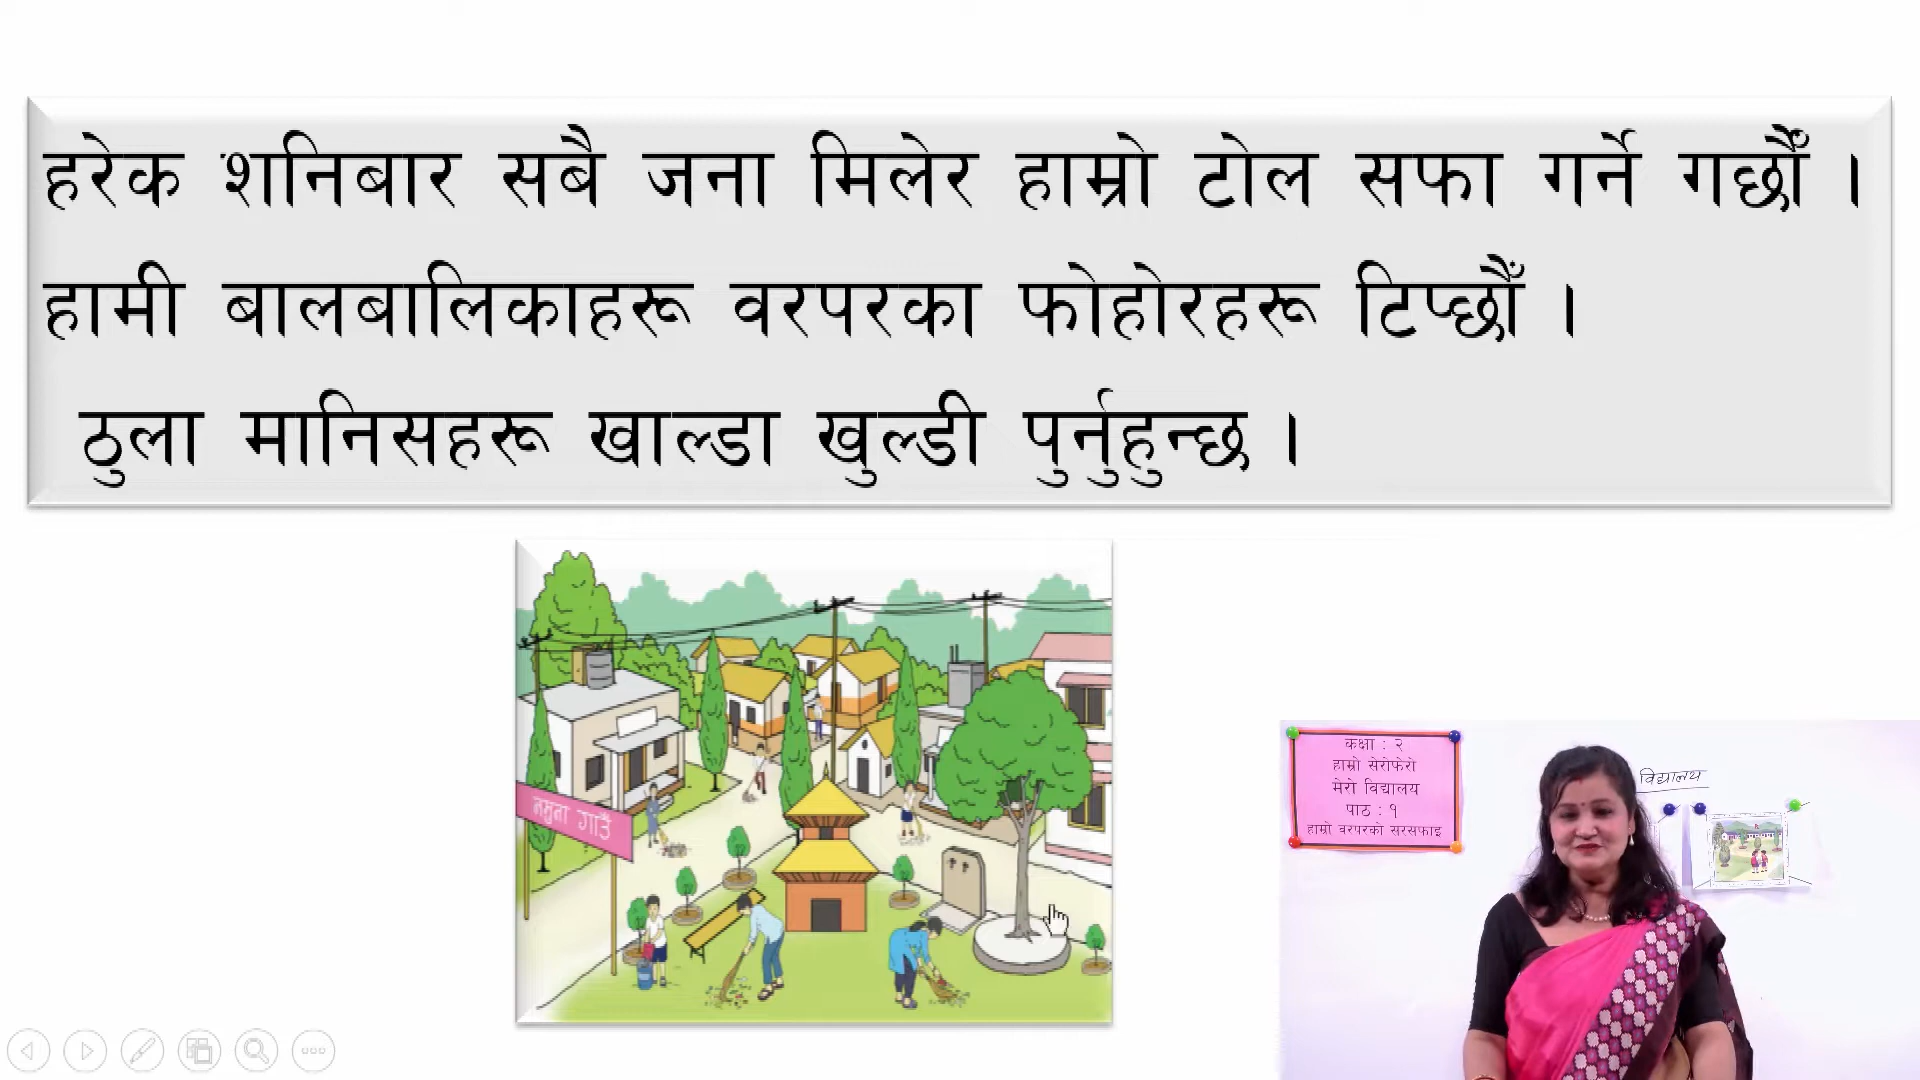 हरेक शनिबार सबै जना मिलेर हाम्रो टोल सफा गर्ने गर्छौँ ।
हामी बालबालिकाहरू वरपरका फोहोरहरू टिप्छौँ ।
ठुला मानिसहरू खाल्डा खुल्डी पुर्नुहुन्छ ।
नमुना गाउँ
कक्षा : २
हाम्रो सेरोफेरो
मेरो विद्यालय
पाठ : १
हाम्रो वरपरको सरसफाइ
विद्यालय